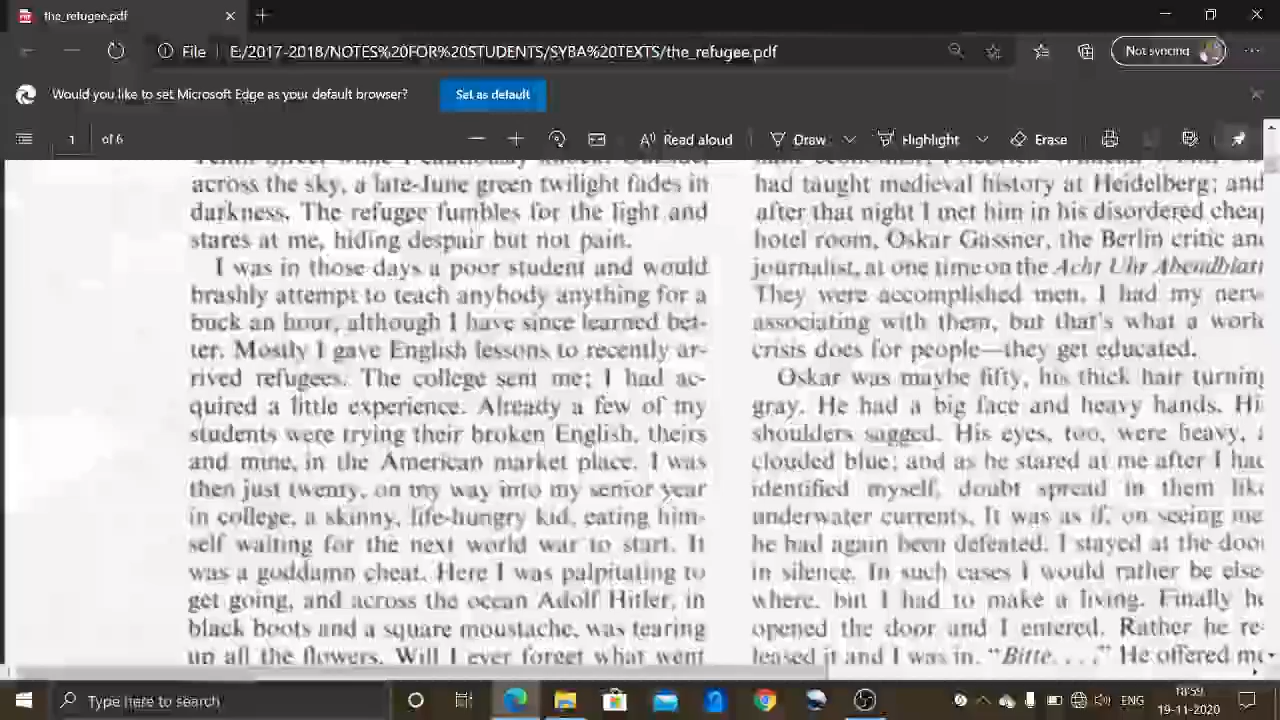 the_refugee.pdf
File
E:/2017-2018/NOTES%20FOR%20STUDENTS/SYBA%20TEXTS/the_refugee.pdf
Not syncing
Would you like to set Microsoft Edge as your default browser?
Set as default
1 of 6
Read aloud
Draw
Highlight
Erase
across the sky, a late-June green twilight fades in
darkness. The refugee fumbles for the light and
stares at me, hiding despair but not pain.
I was in those days a poor student and would
brashly attempt to teach anybody anything for a
buck an hour, although I have since learned bet-
ter. Mostly I gave English lessons to recently ar-
rived refugees. The college sent me; I had ac-
quired a little experience. Already a few of my
students were trying their broken English, theirs
and mine, in the American market place. I was
then just twenty, on my way into my senior year
in college, a skinny, life-hungry kid, eating him-
self waiting for the next world war to start. It
was a goddamn cheat. Here I was palpitating to
get going, and across the ocean Adolf Hitler, in
black boots and a square moustache, was tearing
up all the flowers. Will I ever forget what went
had taught medieval history at Heidelberg; and
after that night I met him in his disordered cheap
hotel room, Oskar Gassner, the Berlin critic an
journalist, at one time on the Acht Uhr Abendblatt
They were accomplished men. I had my nerv
associating with them, but that's what a worl
crisis does for people—they get educated.
Oskar was maybe fifty, his thick hair turning
gray. He had a big face and heavy hands. Hi
shoulders sagged. His eyes, too, were heavy, a
clouded blue; and as he stared at me after I had
identified myself, doubt spread in them like
underwater currents. It was as if, on seeing me
he had again been defeated. I stayed at the door
in silence. In such cases I would rather be else
where, but I had to make a living. Finally he
opened the door and I entered. Rather he re-
leased it and I was in. "Bitte. . . ." He offered me
Type here to search
ENG
18:59
19-11-2020